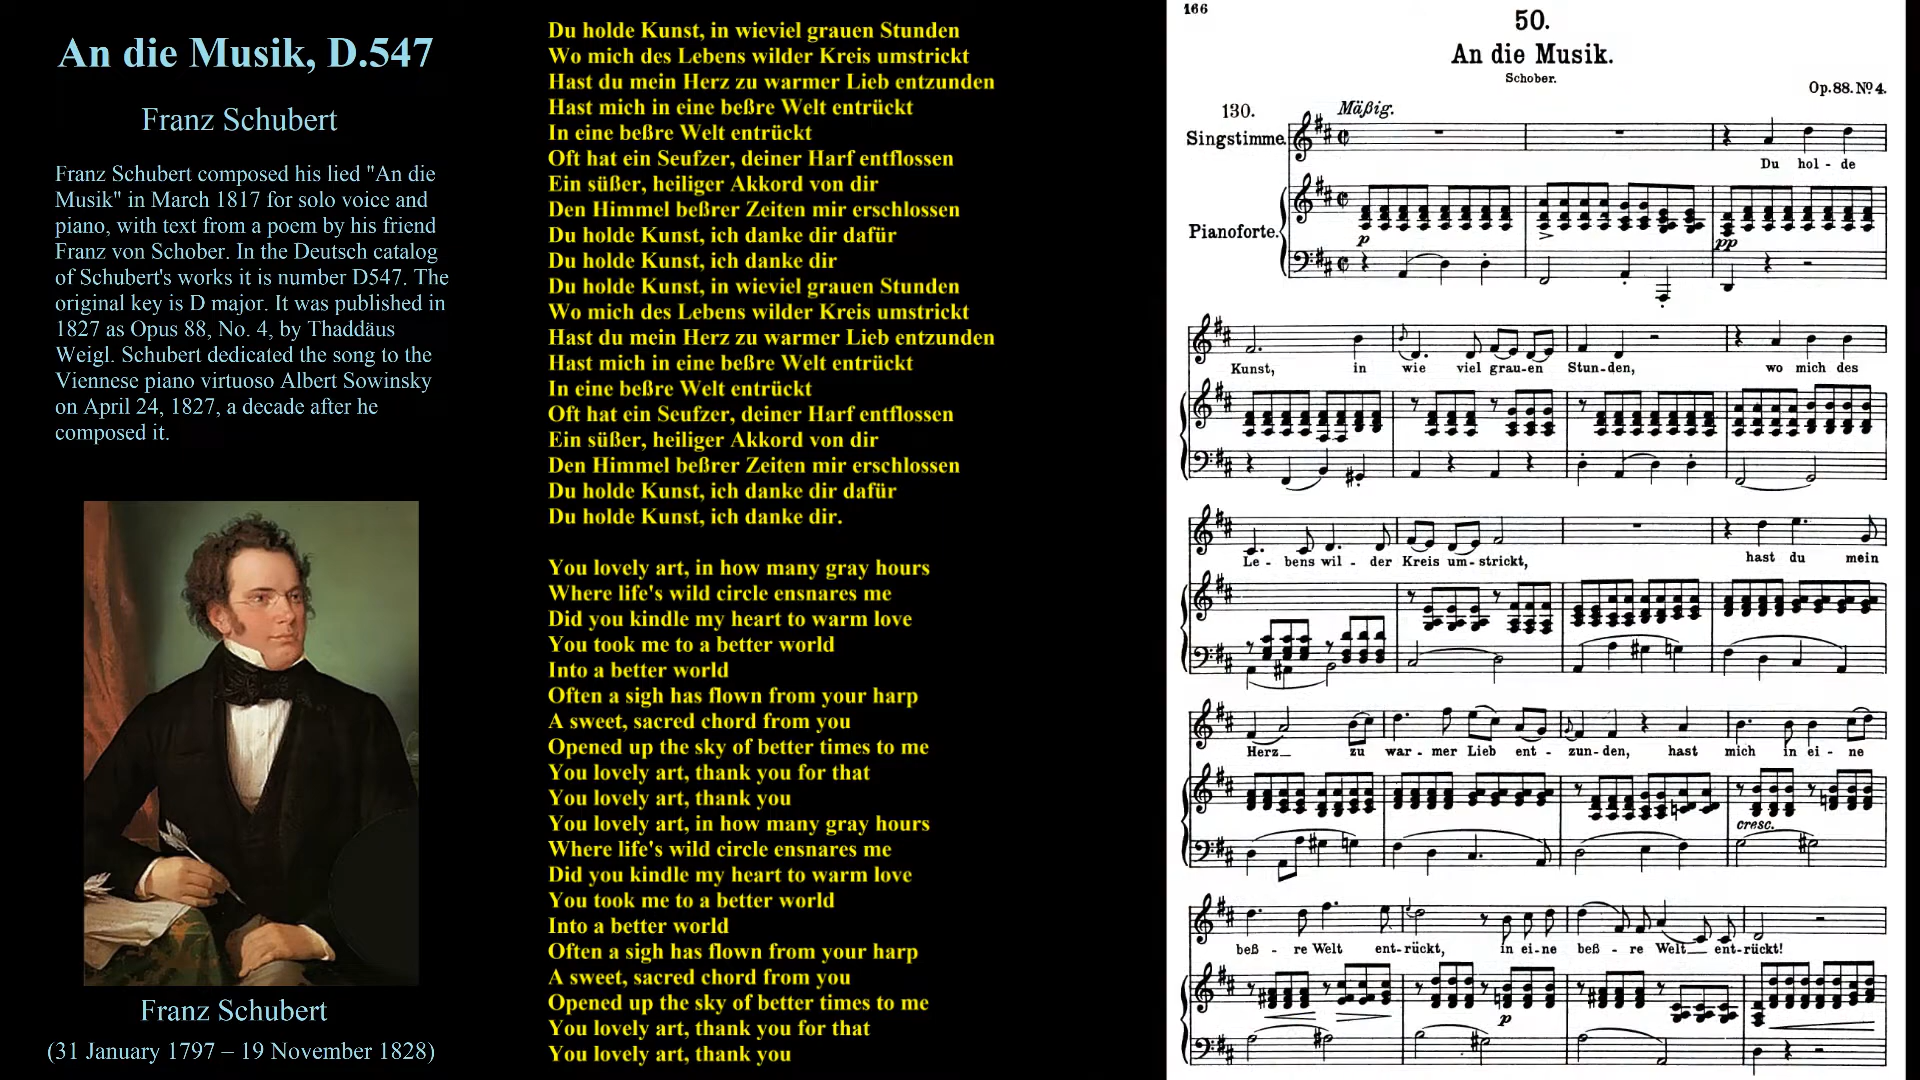 An die Musik, D.547
Franz Schubert
Franz Schubert composed his lied "An die
Musik" in March 1817 for solo voice and
piano, with text from a poem by his friend
Franz von Schober. In the Deutsch catalog
of Schubert's works it is number D547. The
original key is D major. It was published in
1827 as Opus 88, No. 4, by Thaddäus
Weigl. Schubert dedicated the song to the
Viennese piano virtuoso Albert Sowinsky
on April 24, 1827, a decade after he
composed it.
Franz Schubert
(31 January 1797 – 19 November 1828)
Du holde Kunst, in wieviel grauen Stunden
Wo mich des Lebens wilder Kreis umstrickt
Hast du mein Herz zu warmer Lieb entzunden
Hast mich in eine beßre Welt entrückt
In eine beßre Welt entrückt
Oft hat ein Seufzer, deiner Harf entflossen
Ein süßer, heiliger Akkord von dir
Den Himmel beßrer Zeiten mir erschlossen
Du holde Kunst, ich danke dir dafür
Du holde Kunst, ich danke dir
Du holde Kunst, in wieviel grauen Stunden
Wo mich des Lebens wilder Kreis umstrickt
Hast du mein Herz zu warmer Lieb entzunden
Hast mich in eine beßre Welt entrückt
In eine beßre Welt entrückt
Oft hat ein Seufzer, deiner Harf entflossen
Ein süßer, heiliger Akkord von dir
Den Himmel beßrer Zeiten mir erschlossen
Du holde Kunst, ich danke dir dafür
Du holde Kunst, ich danke dir.
You lovely art, in how many gray hours
Where life's wild circle ensnares me
Did you kindle my heart to warm love
You took me to a better world
Into a better world
Often a sigh has flown from your harp
A sweet, sacred chord from you
Opened up the sky of better times to me
You lovely art, thank you for that
You lovely art, thank you
You lovely art, in how many gray hours
Where life's wild circle ensnares me
Did you kindle my heart to warm love
You took me to a better world
Into a better world
Often a sigh has flown from your harp
A sweet, sacred chord from you
Opened up the sky of better times to me
You lovely art, thank you for that
You lovely art, thank you
166
50.
An die Musik.
Schober.
Op.88. Nº 4.
130.
Mäßig.
Singstimme.
Du hol - de
Pianoforte.
p
pp
Kunst, in wie viel grau-en Stun-den, wo mich des
Le - bens wil - der Kreis um-strickt, hast du mein
Herz zu war - mer Lieb ent - zun-den, hast mich in ei - ne
cresc.
beß - re Welt ent-rückt, in ei-ne beß - re Welt ent-rückt!
p